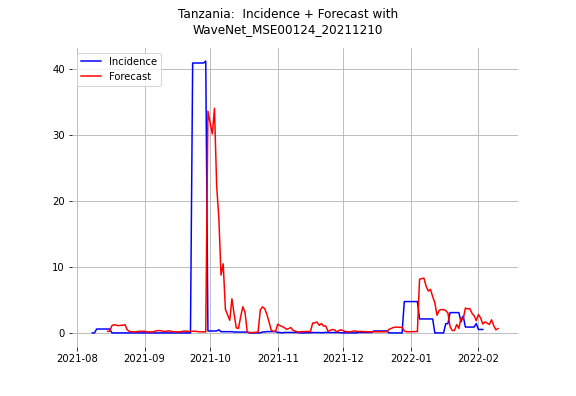 Tanzania:  Incidence + Forecast with
WaveNet_MSE00124_20211210
Incidence
Forecast
40
30
20
10
0
2021-08 2021-09 2021-10 2021-11 2021-12 2022-01 2022-02